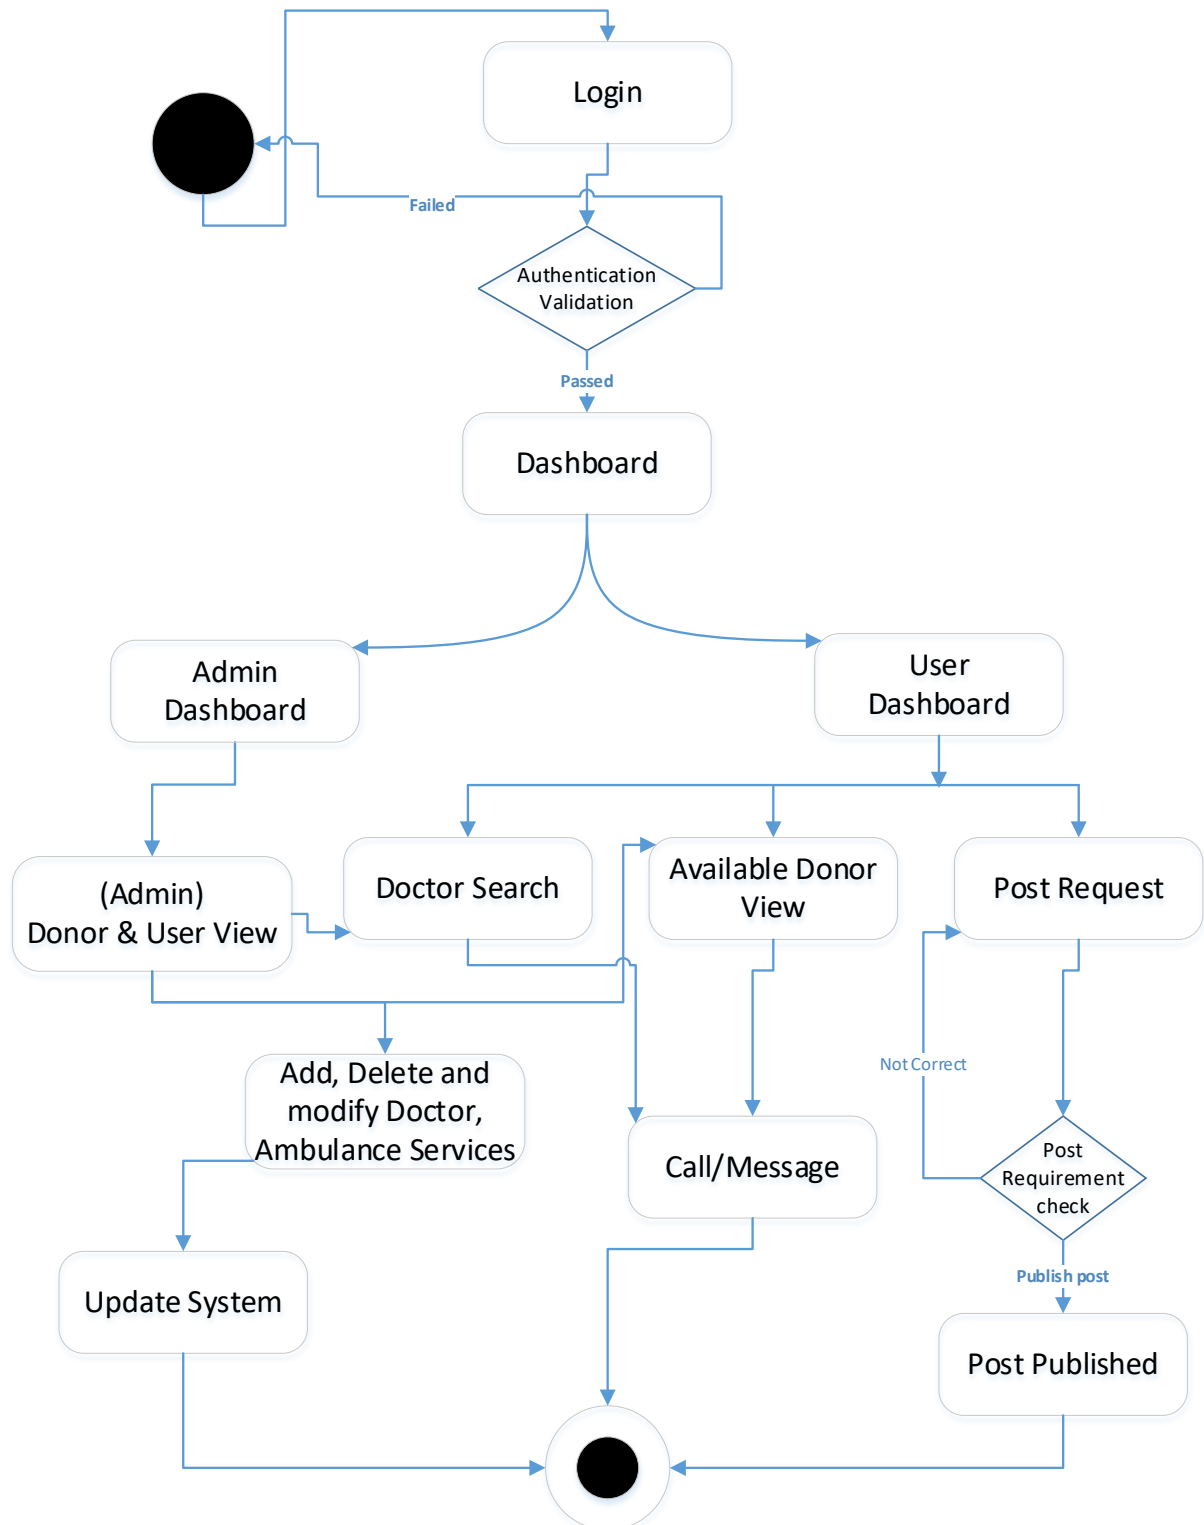 Login
Failed
Authentication
Validation
Passed
Dashboard
Admin
Dashboard
User
Dashboard
(Admin)
Donor & User View
Doctor Search
Available Donor
View
Post Request
Not Correct
Add, Delete and
modify Doctor,
Ambulance Services
Call/Message
Post
Requirement
check
Publish post
Update System
Post Published